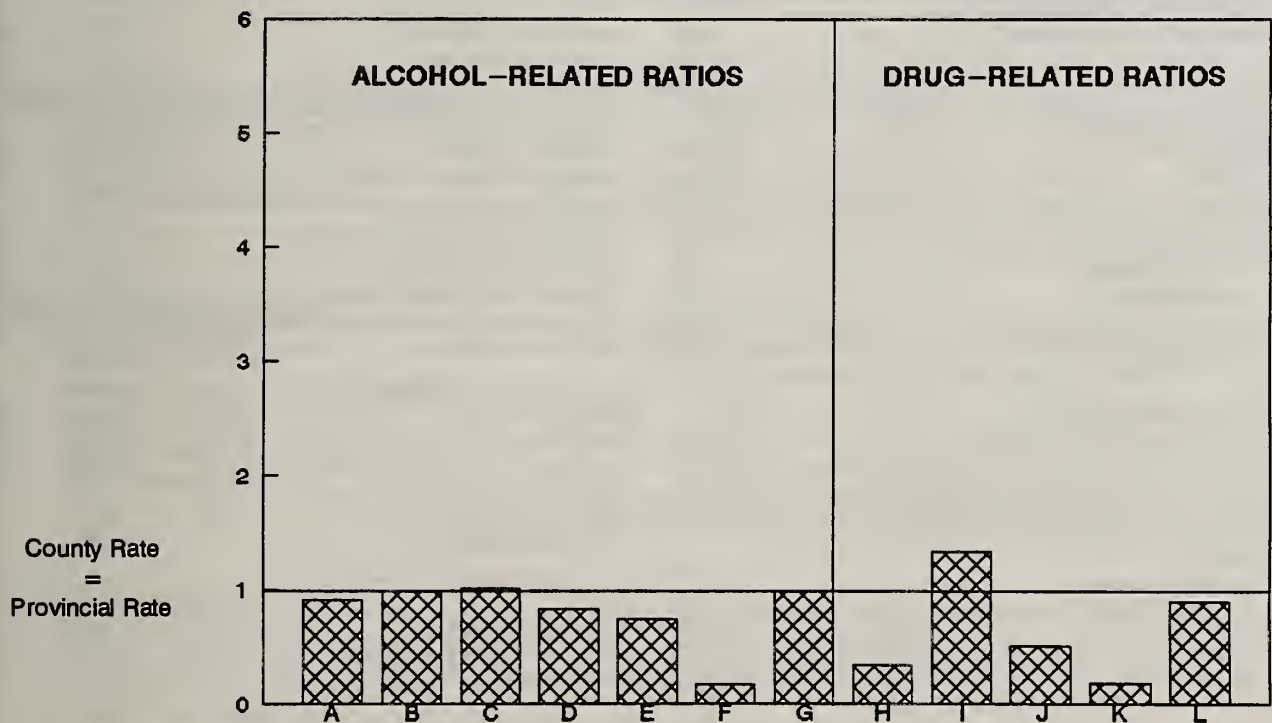 6
ALCOHOL–RELATED RATIOS
DRUG–RELATED RATIOS
5
4
3
2
County Rate
=
Provincial Rate
1
0
A B C D E F G H I J K L